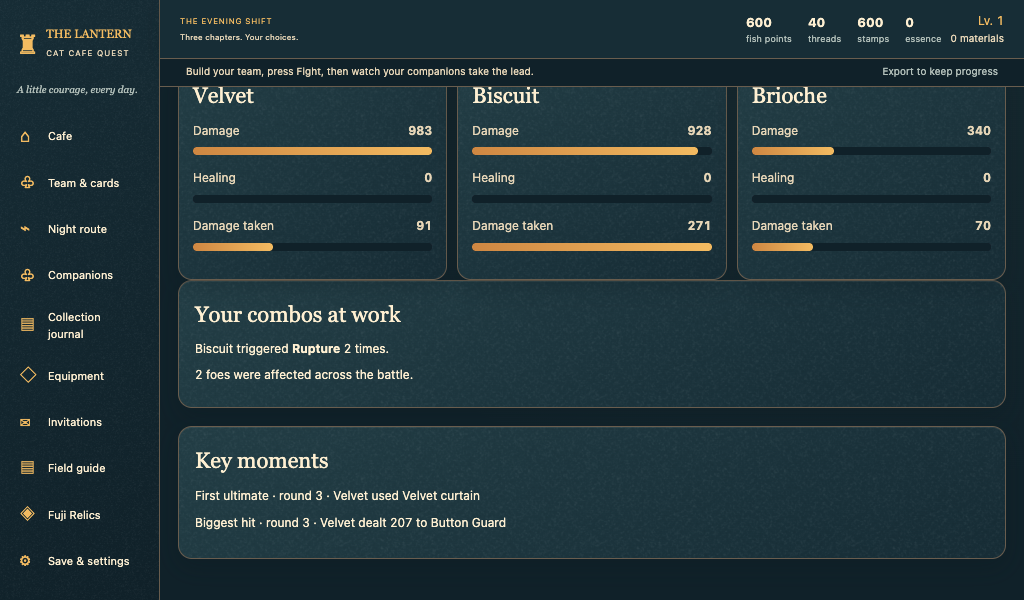 THE LANTERN
CAT CAFE QUEST
A little courage, every day.
Cafe
Team & cards
Night route
Companions
Collection
journal
Equipment
Invitations
Field guide
Fuji Relics
Save & settings
THE EVENING SHIFT
Three chapters. Your choices.
600 40 600 0 Lv. 1
fish points threads stamps essence 0 materials
Build your team, press Fight, then watch your companions take the lead.
Export to keep progress
Velvet
Damage 983
Healing 0
Damage taken 91
Biscuit
Damage 928
Healing 0
Damage taken 271
Brioche
Damage 340
Healing 0
Damage taken 70
Your combos at work
Biscuit triggered Rupture 2 times.
2 foes were affected across the battle.
Key moments
First ultimate · round 3 · Velvet used Velvet curtain
Biggest hit · round 3 · Velvet dealt 207 to Button Guard